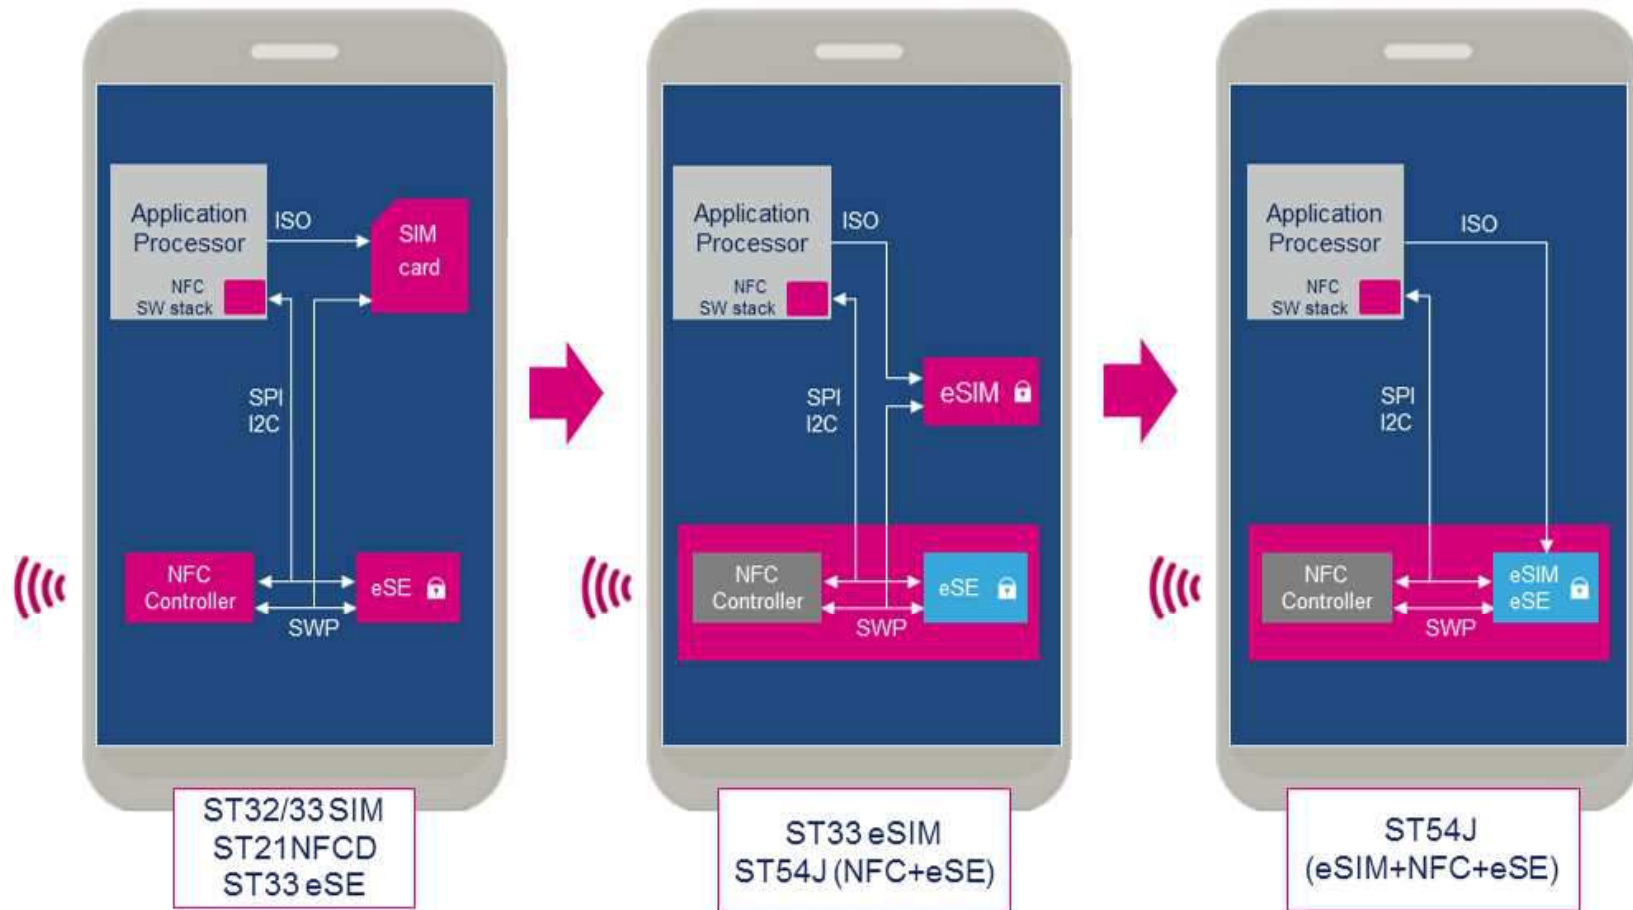 Application
Processor
NFC
SW stack
ISO
SIM
card
SPI
I2C
NFC
Controller
eSE
SWP
ST32/33 SIM
ST21NFCD
ST33 eSE
Application
Processor
NFC
SW stack
ISO
eSIM
SPI
I2C
NFC
Controller
eSE
SWP
ST33 eSIM
ST54J (NFC+eSE)
Application
Processor
NFC
SW stack
ISO
SPI
I2C
NFC
Controller
eSIM
eSE
SWP
ST54J
(eSIM+NFC+eSE)